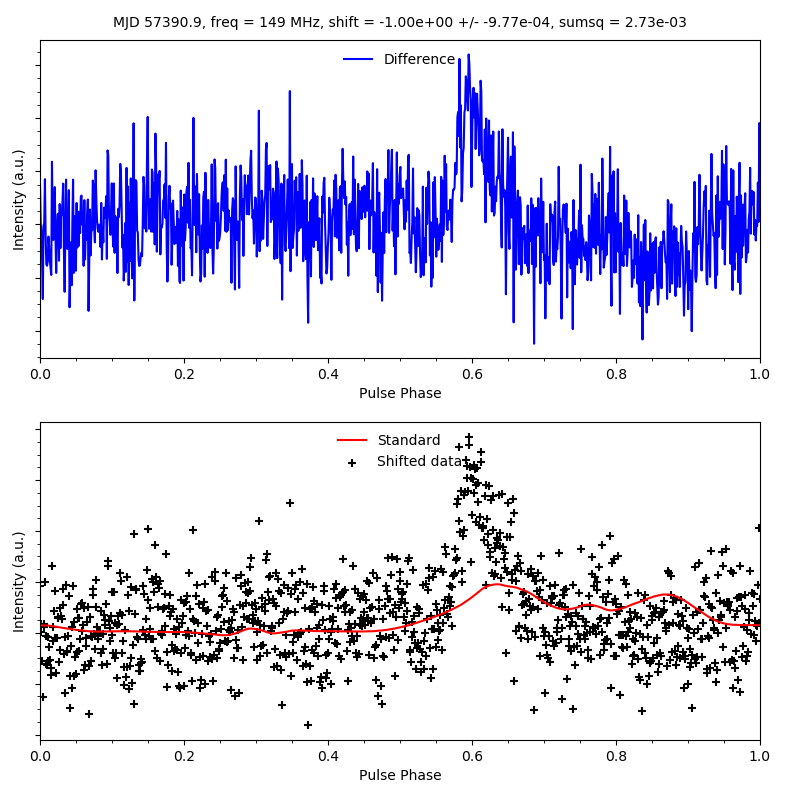 MJD 57390.9, freq = 149 MHz, shift = -1.00e+00 +/- -9.77e-04, sumsq = 2.73e-03
Difference
Intensity (a.u.)
0.0 0.2 0.4 0.6 0.8 1.0
Pulse Phase
Standard
Shifted data
Intensity (a.u.)
0.0 0.2 0.4 0.6 0.8 1.0
Pulse Phase